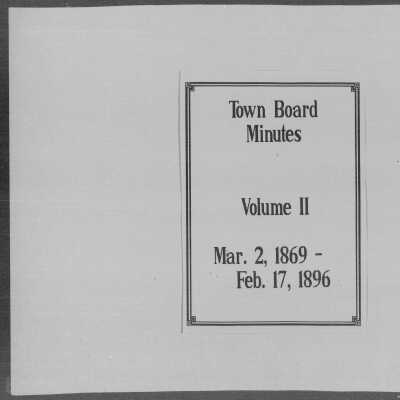 Town Board
Minutes
Volume II
Mar. 2, 1869 -
Feb. 17, 1896